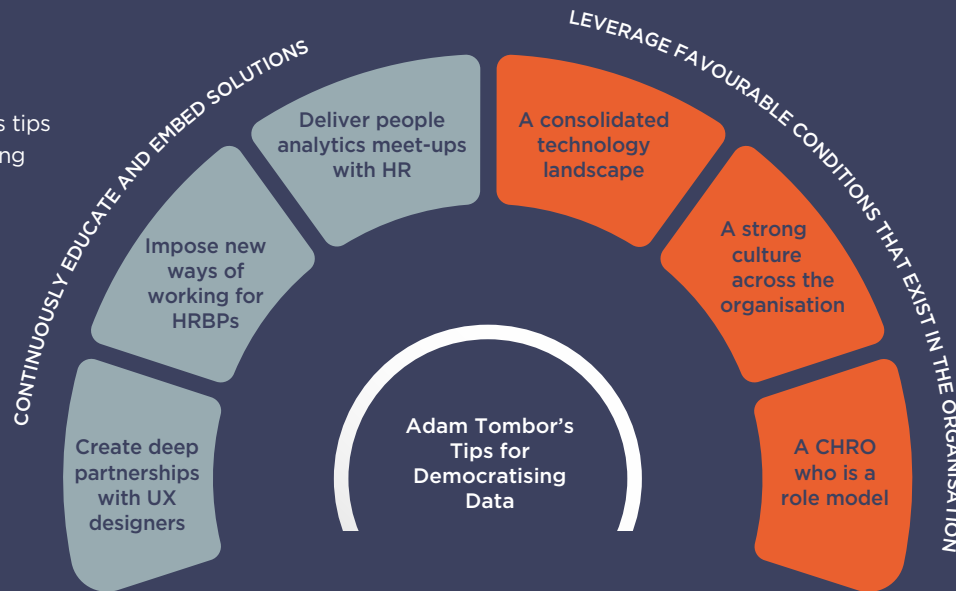 s tips
ng
CONTINUOUSLY EDUCATE AND EMBED SOLUTIONS
LEVERAGE FAVOURABLE CONDITIONS THAT EXIST IN THE ORGANISATION
Create deep
partnerships
with UX
designers
Impose new
ways of
working for
HRBPs
Deliver people
analytics meet-ups
with HR
A consolidated
technology
landscape
A strong
culture
across the
organisation
A CHRO
who is a
role model
Adam Tombor’s
Tips for
Democratising
Data